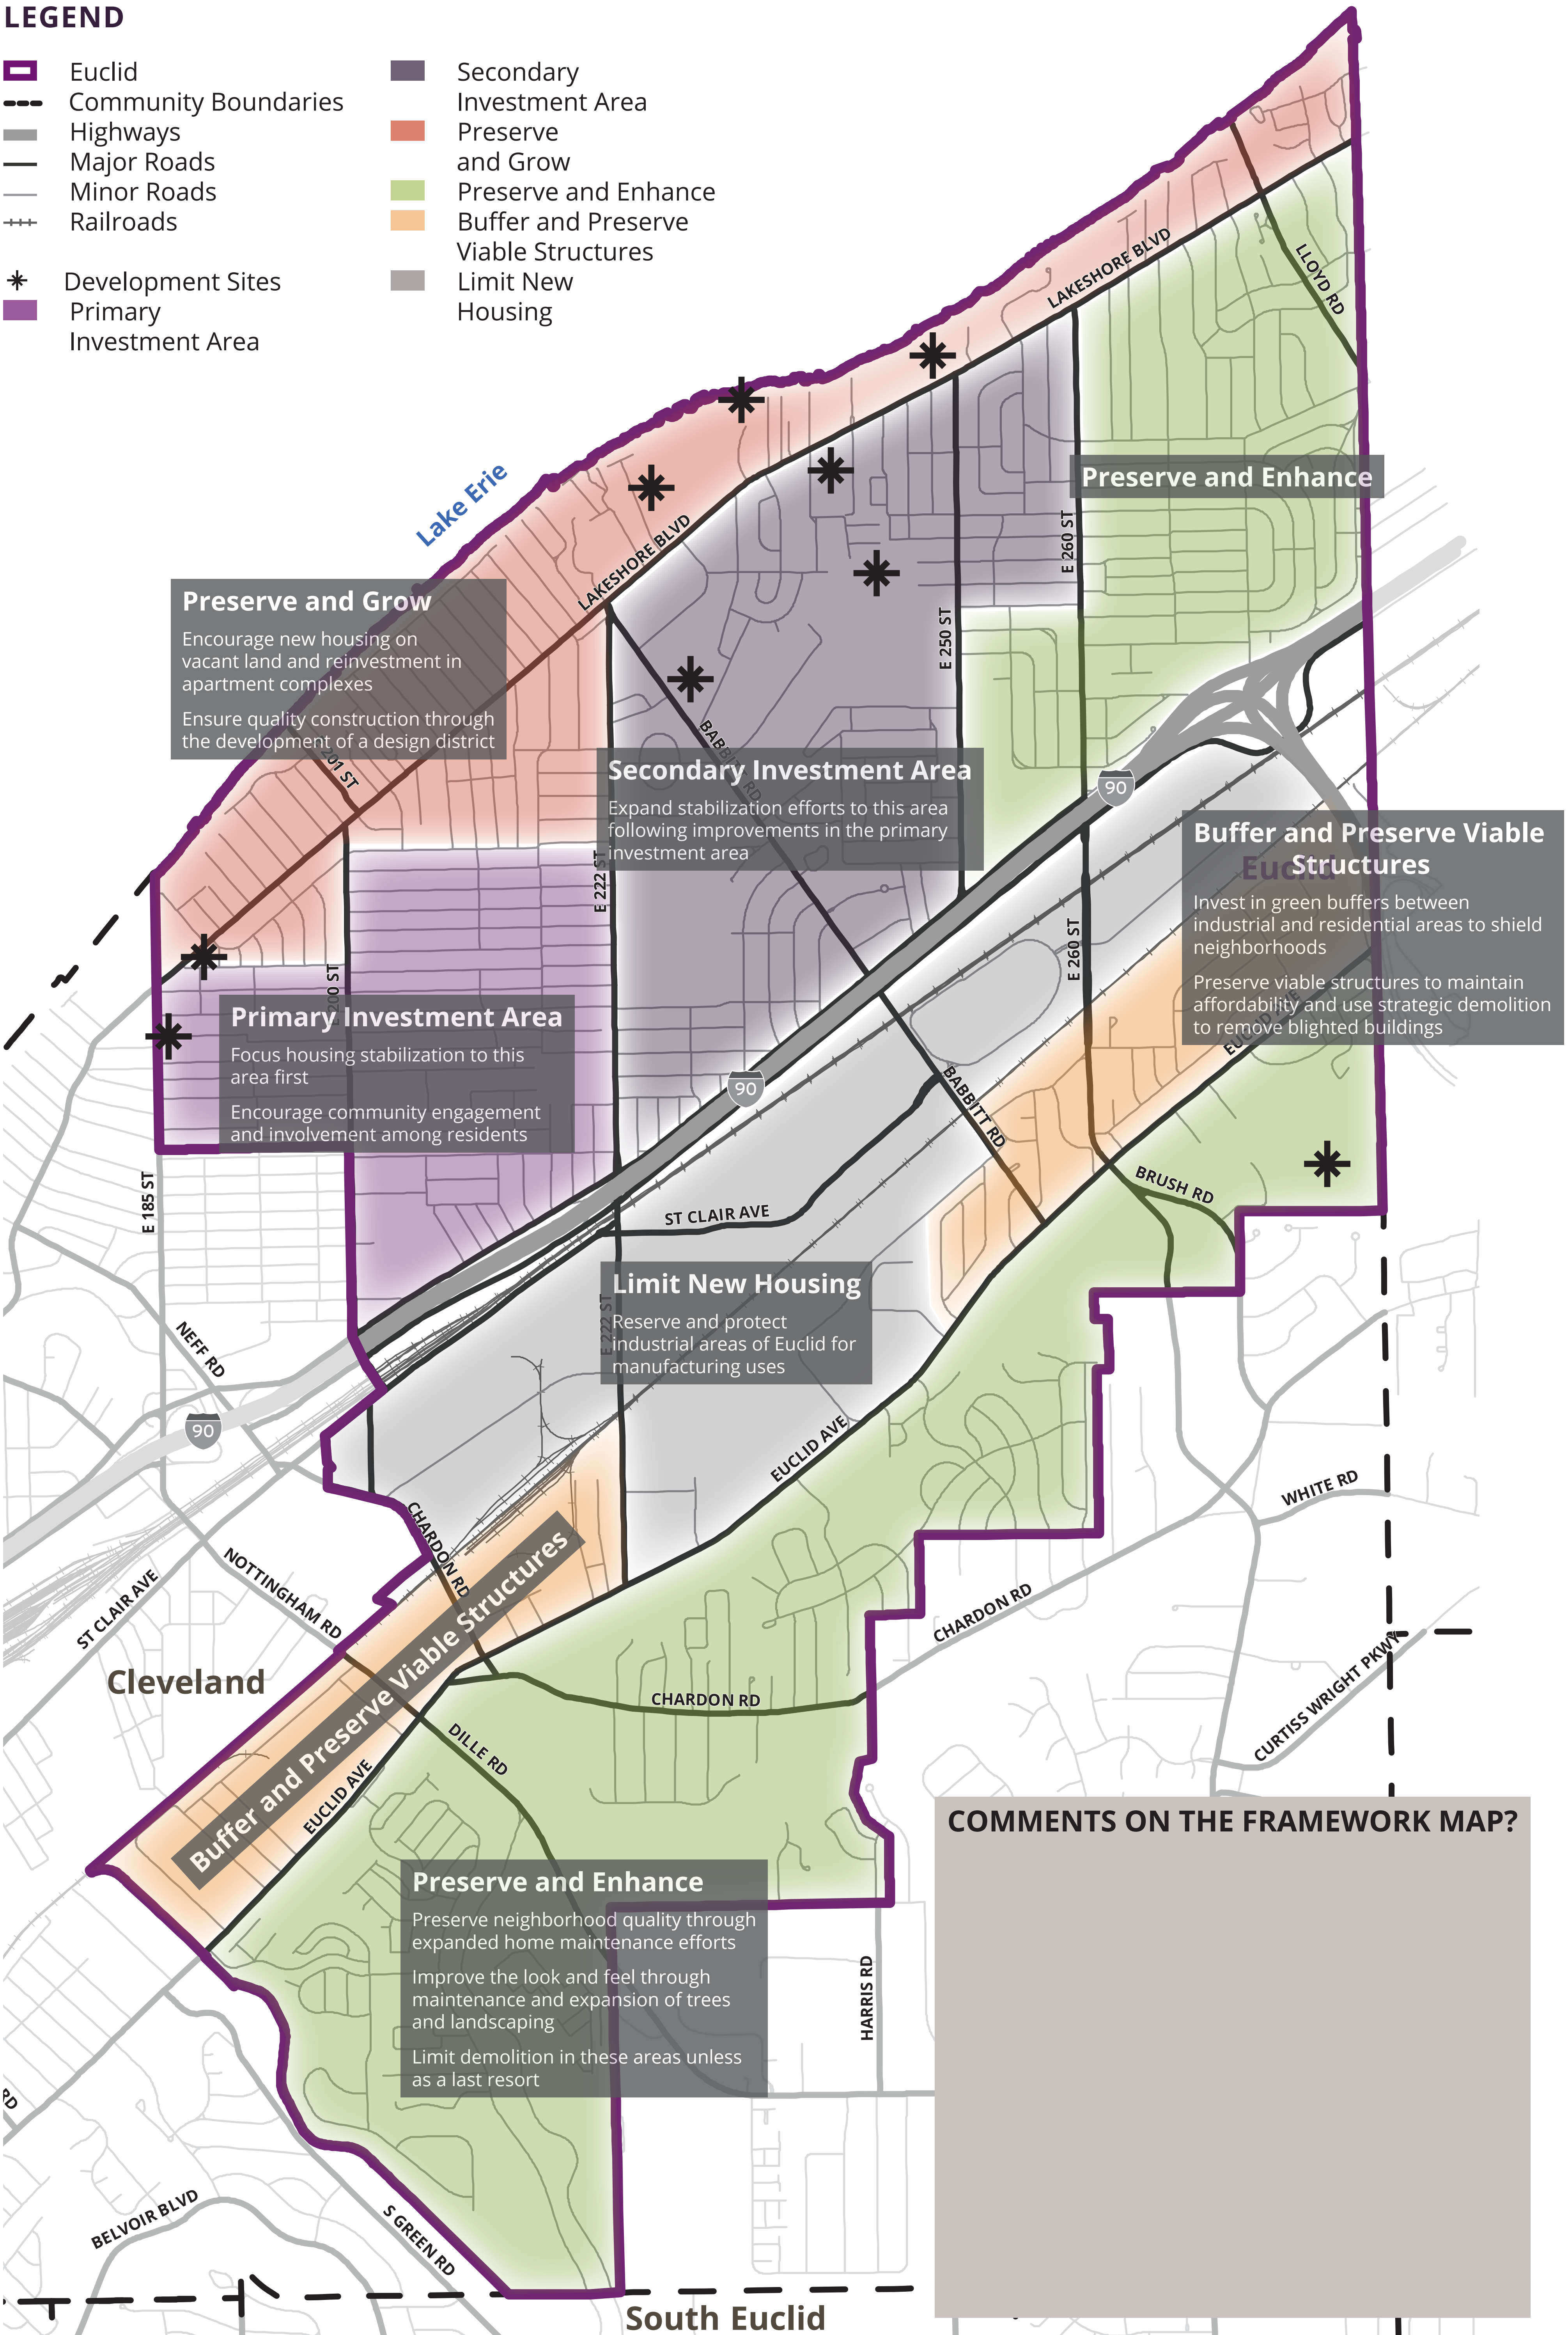 LEGEND
Euclid
Community Boundaries
Highways
Major Roads
Minor Roads
Railroads
Development Sites
Primary
Investment Area
Secondary
Investment Area
Preserve
and Grow
Preserve and Enhance
Buffer and Preserve
Viable Structures
Limit New
Housing
LLOYD RD
LAKESHORE BLVD
Lake Erie
Preserve and Enhance
E 260 ST
LAKESHORE BLVD
Preserve and Grow
Encourage new housing on
vacant land and reinvestment in
apartment complexes
Ensure quality construction through
the development of a design district
201 ST
E 250 ST
BABBITT RD
Secondary Investment Area
Expand stabilization efforts to this area
following improvements in the primary
investment area
90
Buffer and Preserve Viable
Structures
Euclid
Invest in green buffers between
industrial and residential areas to shield
neighborhoods
Preserve viable structures to maintain
affordability and use strategic demolition
to remove blighted buildings
EUCLID AVE
E 222 ST
E 260 ST
E 200 ST
Primary Investment Area
Focus housing stabilization to this
area first
Encourage community engagement
and involvement among residents
90
BABBITT RD
BRUSH RD
E 185 ST
ST CLAIR AVE
Limit New Housing
Reserve and protect
industrial areas of Euclid for
manufacturing uses
E 222 ST
NEFF RD
90
EUCLID AVE
WHITE RD
CHARDON RD
NOTTINGHAM RD
ST CLAIR AVE
Buffer and Preserve Viable Structures
CHARDON RD
Cleveland
CHARDON RD
CURTISS WRIGHT PKWY
DILLE RD
EUCLID AVE
COMMENTS ON THE FRAMEWORK MAP?
Preserve and Enhance
Preserve neighborhood quality through
expanded home maintenance efforts
Improve the look and feel through
maintenance and expansion of trees
and landscaping
Limit demolition in these areas unless
as a last resort
HARRIS RD
RD
BELVOIR BLVD
S GREEN RD
South Euclid